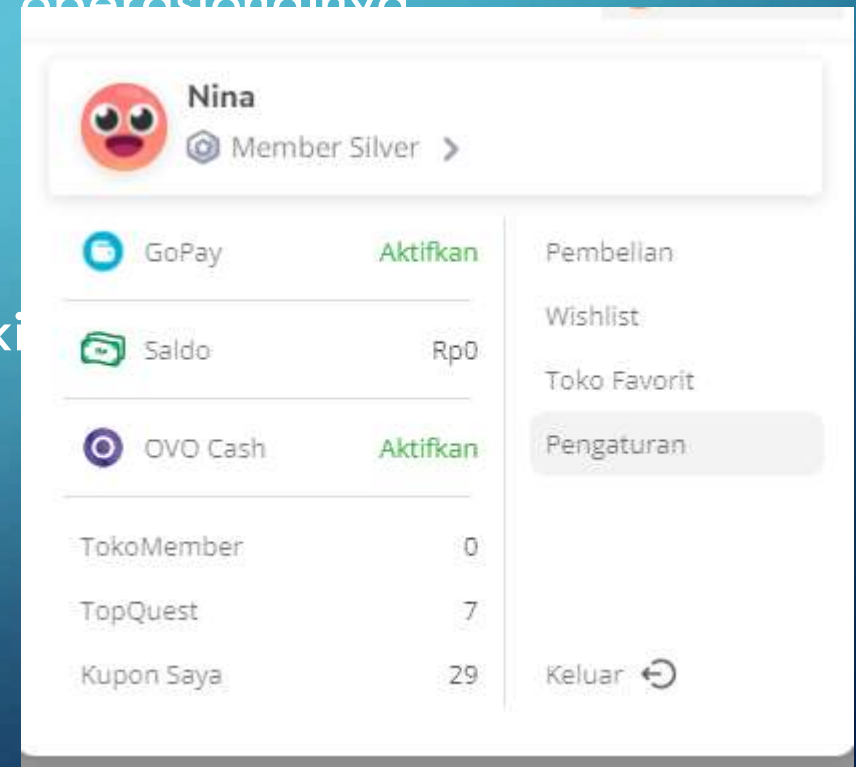 operasionalnya
Nina
Member Silver
GoPay Aktifkan
Saldo Rp0
OVO Cash Aktifkan
TokoMember 0
TopQuest 7
Kupon Saya 29
Pembelian
Wishlist
Toko Favorit
Pengaturan
Keluar